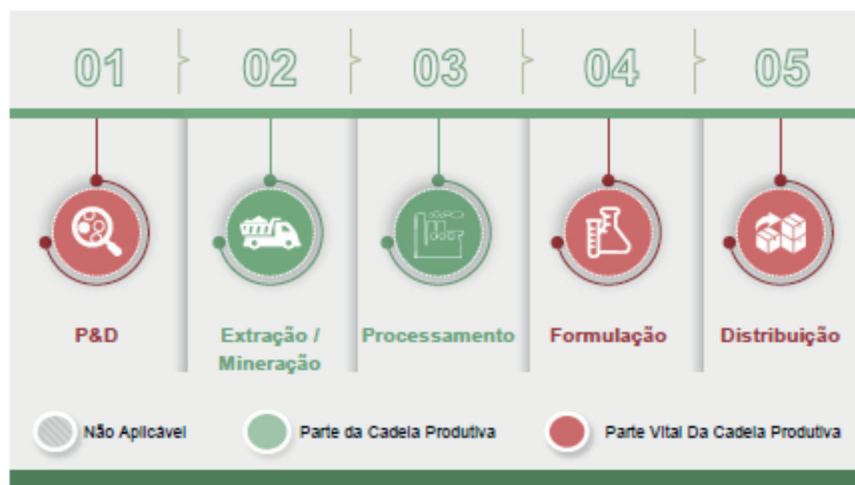 01
02
03
04
05
P&D
Extração /
Mineração
Processamento
Formulação
Distribuição
Não Aplicável
Parte da Cadeia Produtiva
Parte Vital Da Cadeia Produtiva